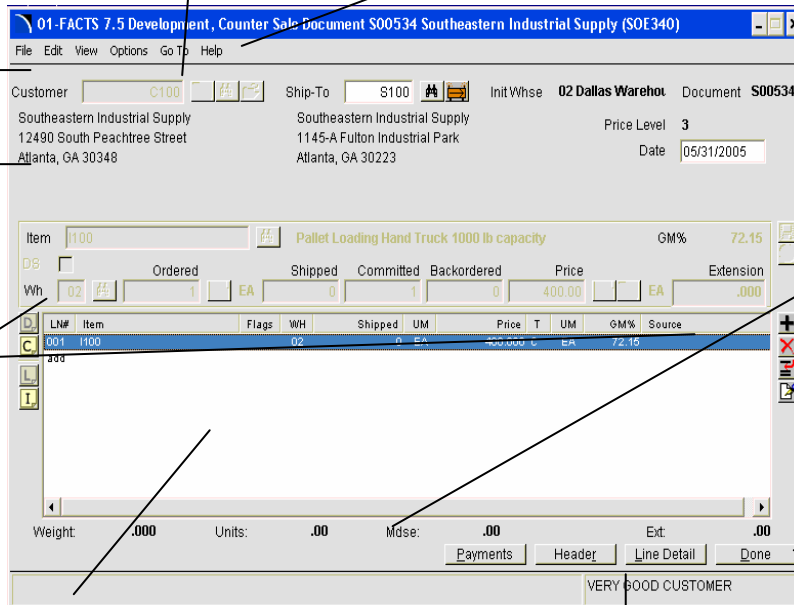 01-FACTS 7.5 Development, Counter Sale Document S00534 Southeastern Industrial Supply (SOE340)
File Edit View Options Go To Help
Customer C100 Ship-To S100 Init Whse 02 Dallas Warehou Document S00534
Southeastern Industrial Supply Southeastern Industrial Supply Price Level 3
12490 South Peachtree Street 1145-A Fulton Industrial Park Date 05/31/2005
Atlanta, GA 30348 Atlanta, GA 30223
Item I100 Pallet Loading Hand Truck 1000 lb capacity GM% 72.15
DS Ordered Shipped Committed Backordered Price Extension
Wh 02 1 EA 0 1 0 400.00 EA .000
D LN# Item Flags WH Shipped UM Price T UM GM% Source
C 001 I100 02 0 EA 400.000 c EA 72.15
add
L
I
Weight: .000 Units: .00 Mdse: .00 Ext: .00
Payments Header Line Detail Done
VERY GOOD CUSTOMER